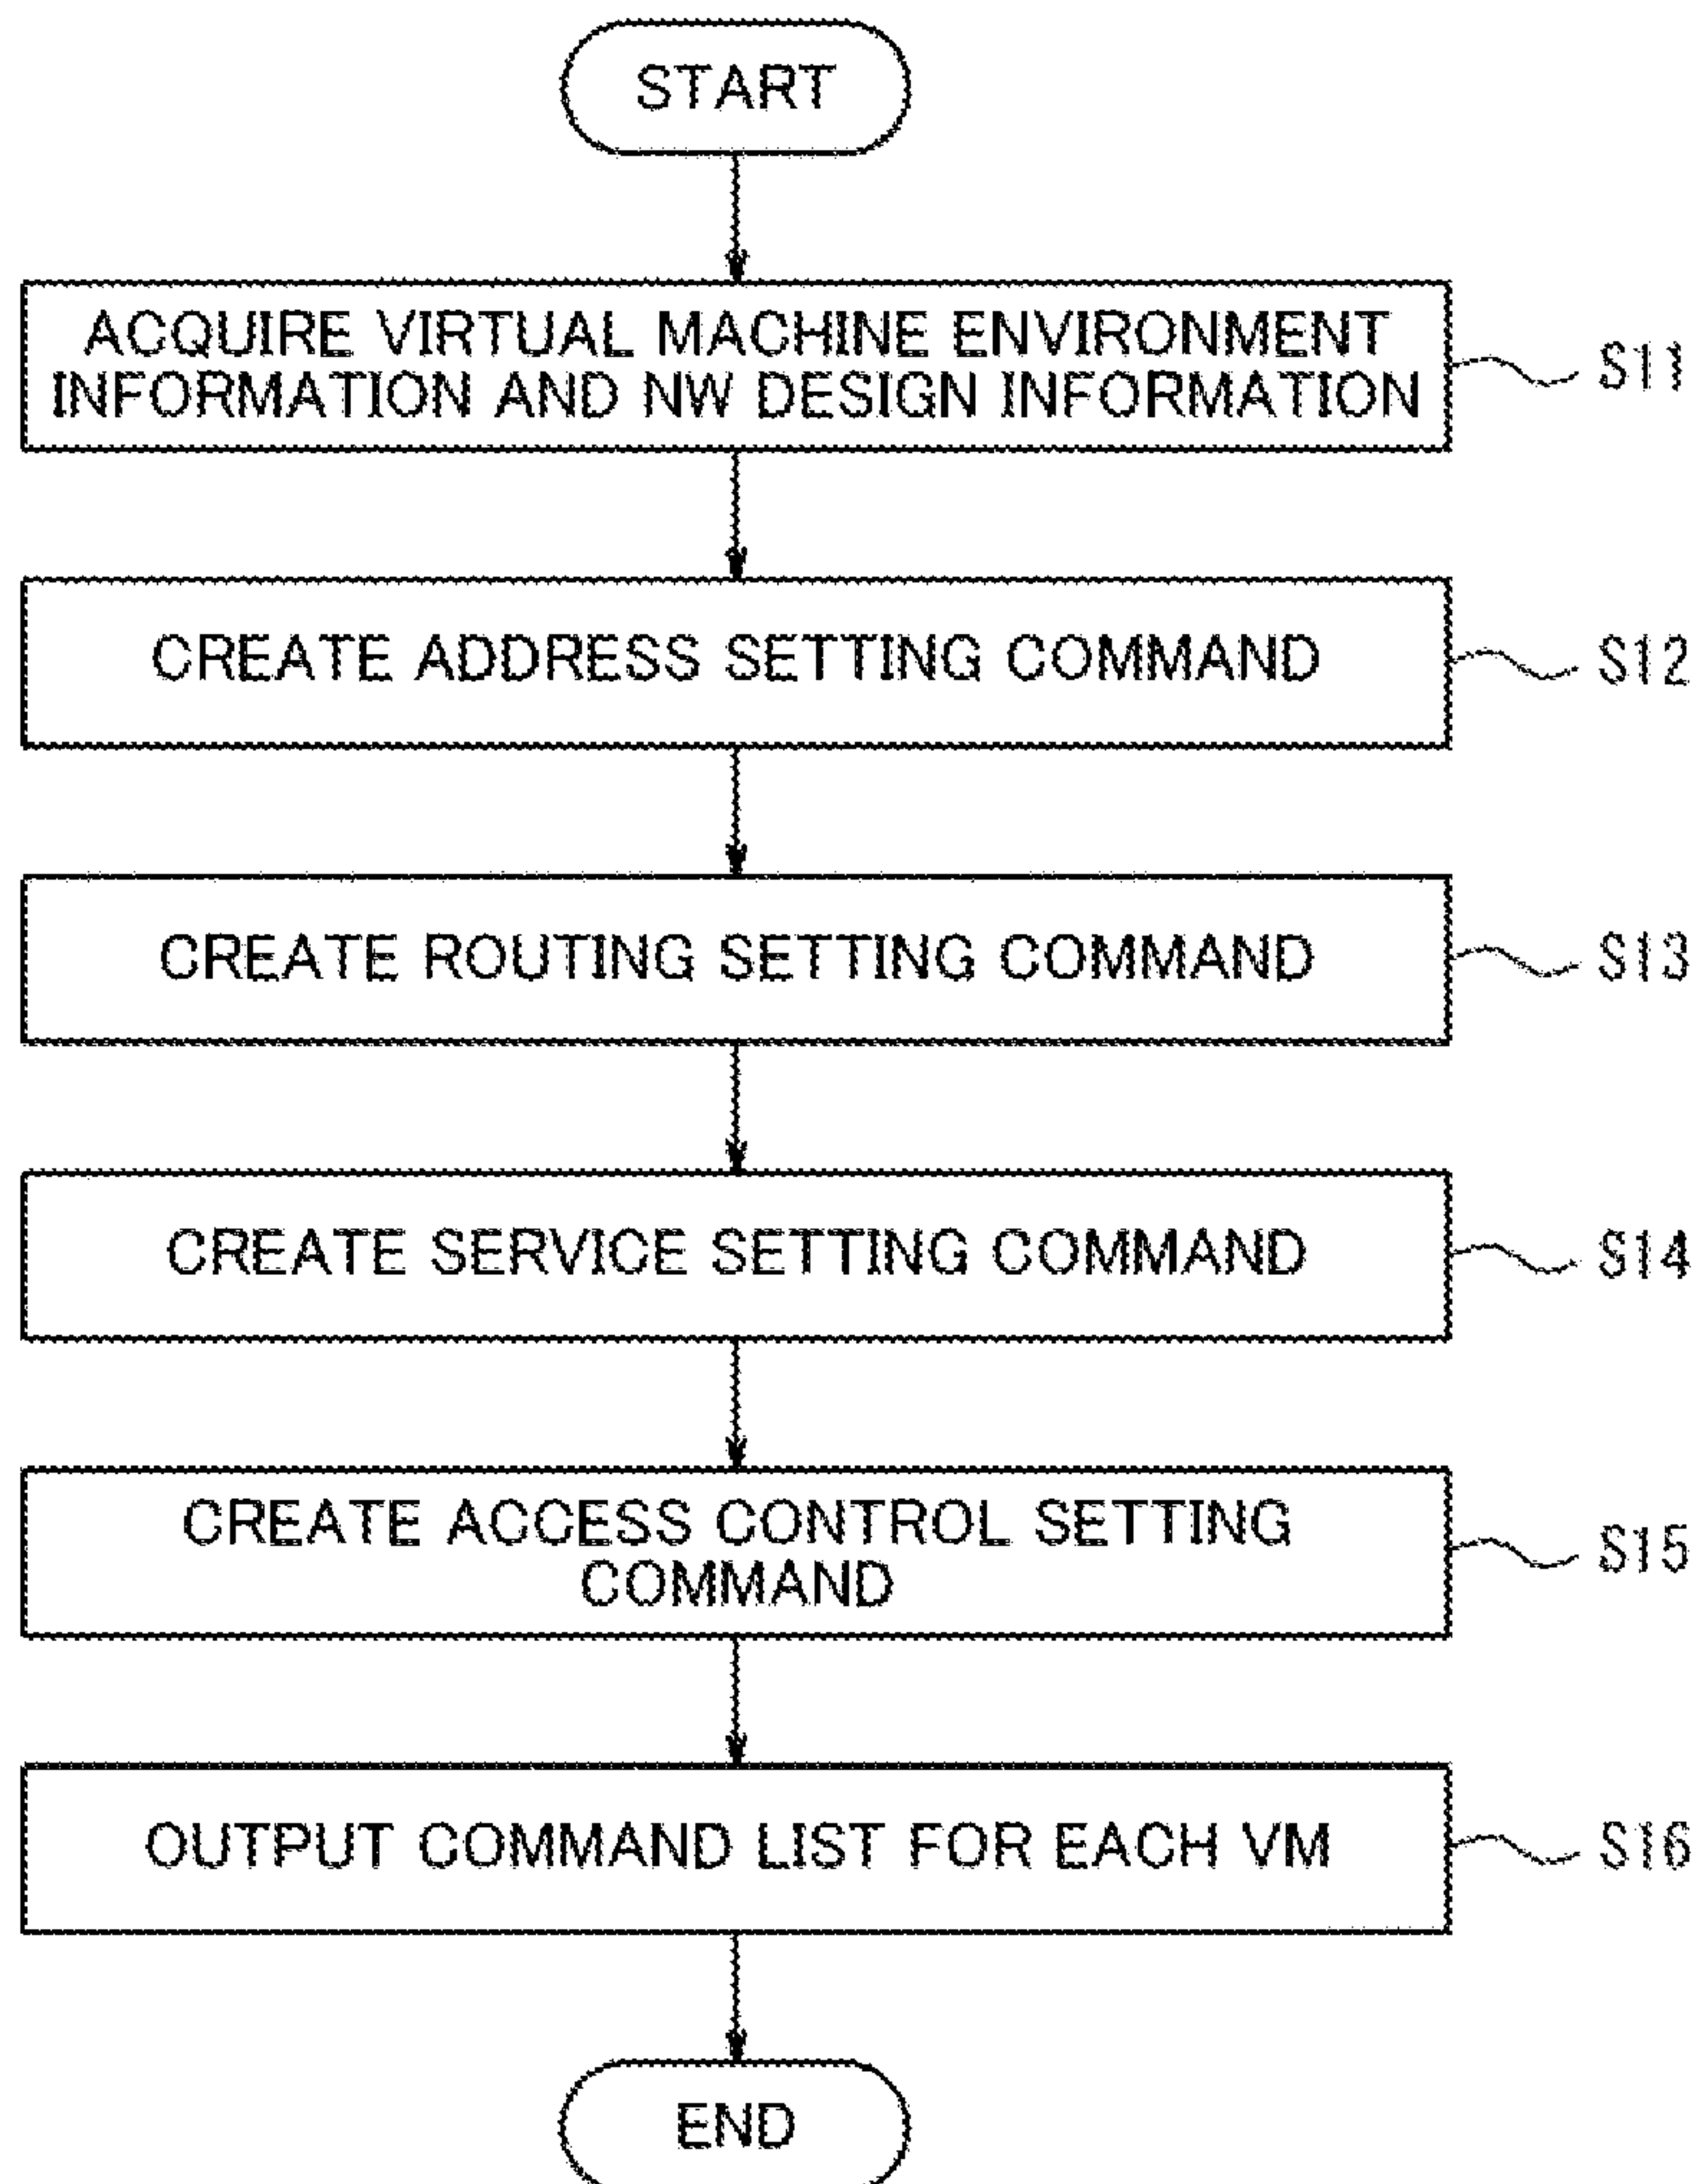 START
ACQUIRE VIRTUAL MACHINE ENVIRONMENT
INFORMATION AND NW DESIGN INFORMATION
S11
CREATE ADDRESS SETTING COMMAND
S12
CREATE ROUTING SETTING COMMAND
S13
CREATE SERVICE SETTING COMMAND
S14
CREATE ACCESS CONTROL SETTING
COMMAND
S15
OUTPUT COMMAND LIST FOR EACH VM
S16
END